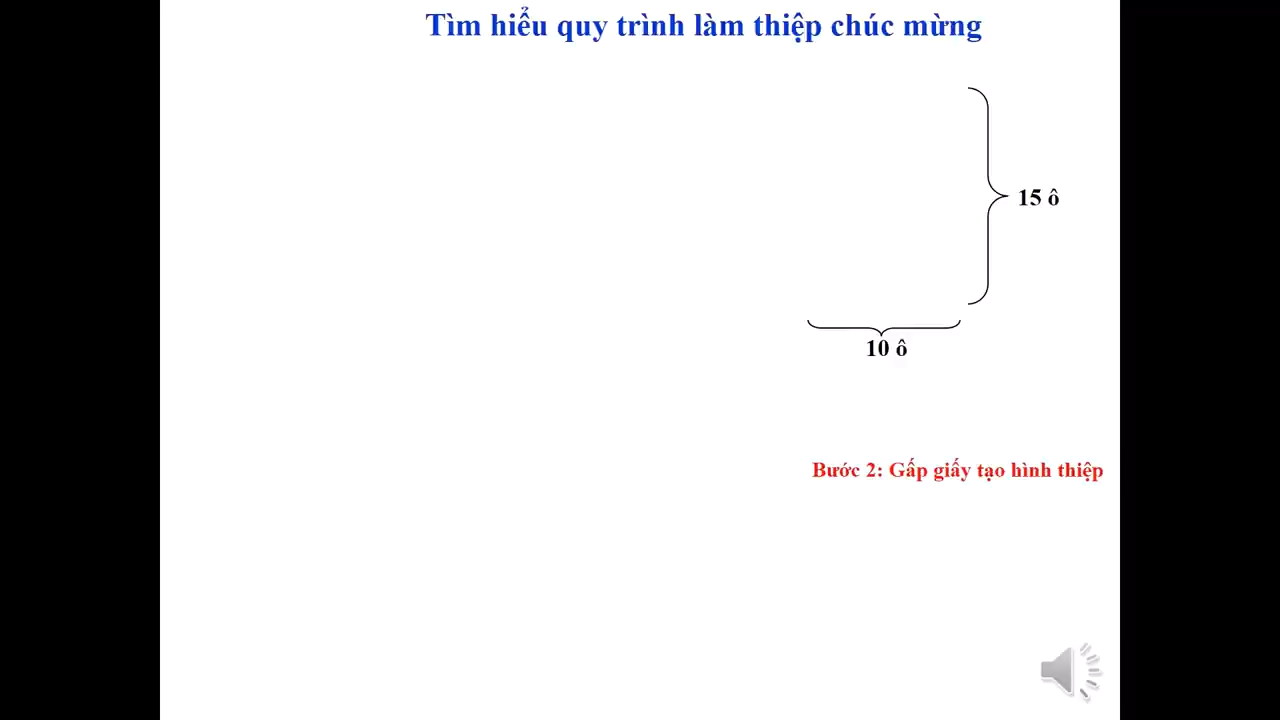 Tìm hiểu quy trình làm thiệp chúc mừng
15 ô
10 ô
Bước 2: Gấp giấy tạo hình thiệp